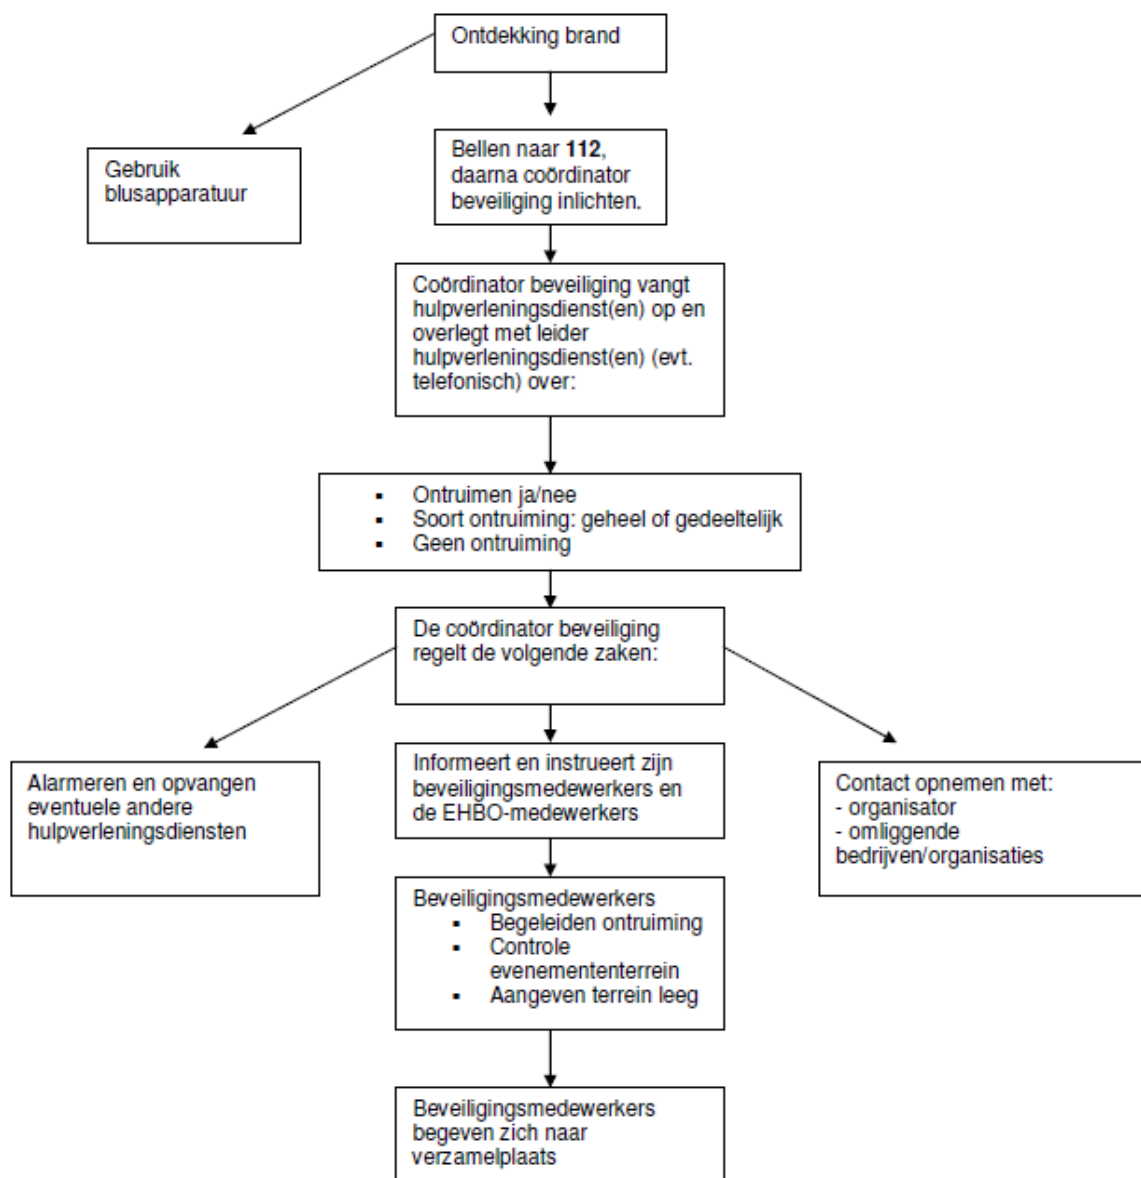 Ontdekking brand
Gebruik
blusapparatuur
Bellen naar 112,
daarna coördinator
beveiliging inlichten.
Coördinator beveiliging vangt
hulpverleningsdienst(en) op en
overlegt met leider
hulpverleningsdienst(en) (evt.
telefonisch) over:
▪ Ontruimen ja/nee
▪ Soort ontruiming: geheel of gedeeltelijk
▪ Geen ontruiming
De coördinator beveiliging
regelt de volgende zaken:
Alarmeren en opvangen
eventuele andere
hulpverleningsdiensten
Informeert en instrueert zijn
beveiligingsmedewerkers en
de EHBO-medewerkers
Contact opnemen met:
- organisator
- omliggende
bedrijven/organisaties
Beveiligingsmedewerkers
▪ Begeleiden ontruiming
▪ Controle
evenemententerrein
▪ Aangeven terrein leeg
Beveiligingsmedewerkers
begeven zich naar
verzamelplaats